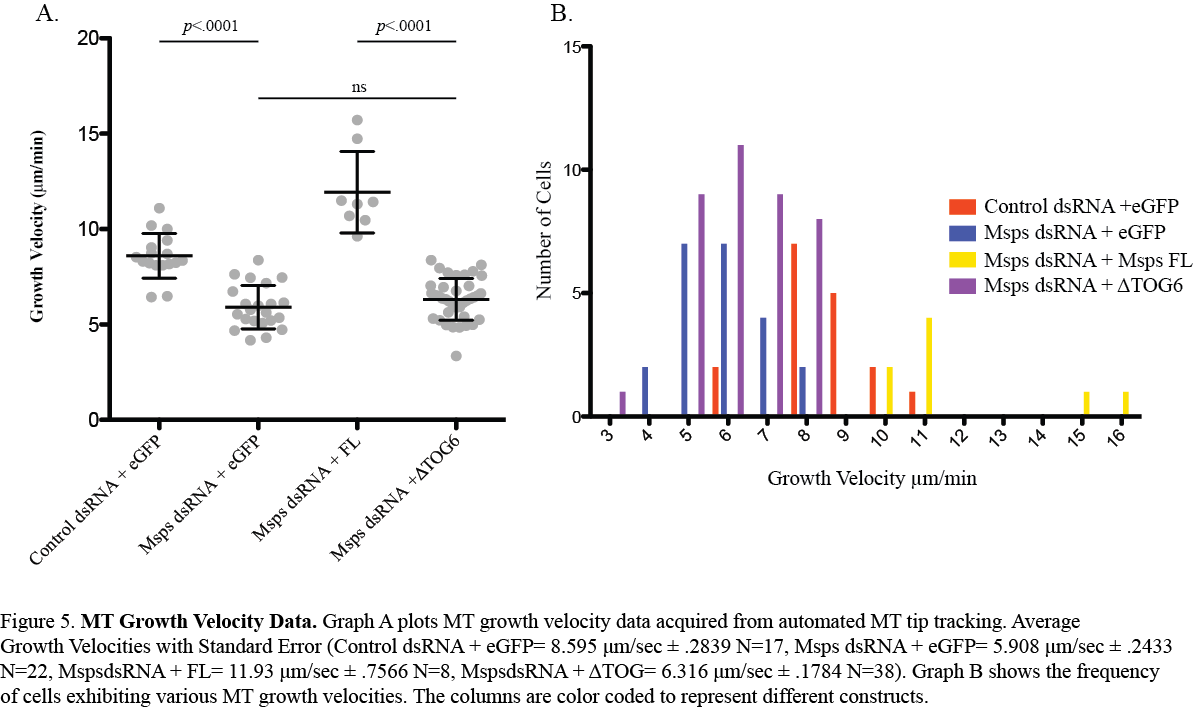 A.
p<.0001
p<.0001
ns
20
15
10
5
0
Growth Velocity (μm/min)
Control dsRNA + eGFP
Msps dsRNA + eGFP
Msps dsRNA + FL
Msps dsRNA +ΔTOG6
B.
15
10
5
0
Number of Cells
3 4 5 6 7 8 9 10 11 12 13 14 15 16
Growth Velocity μm/min
Control dsRNA +eGFP
Msps dsRNA + eGFP
Msps dsRNA + Msps FL
Msps dsRNA + ΔTOG6
Figure 5. MT Growth Velocity Data. Graph A plots MT growth velocity data acquired from automated MT tip tracking. Average
Growth Velocities with Standard Error (Control dsRNA + eGFP= 8.595 μm/sec ± .2839 N=17, Msps dsRNA + eGFP= 5.908 μm/sec ± .2433
N=22, MspsdsRNA + FL= 11.93 μm/sec ± .7566 N=8, MspsdsRNA + ΔTOG= 6.316 μm/sec ± .1784 N=38). Graph B shows the frequency
of cells exhibiting various MT growth velocities. The columns are color coded to represent different constructs.